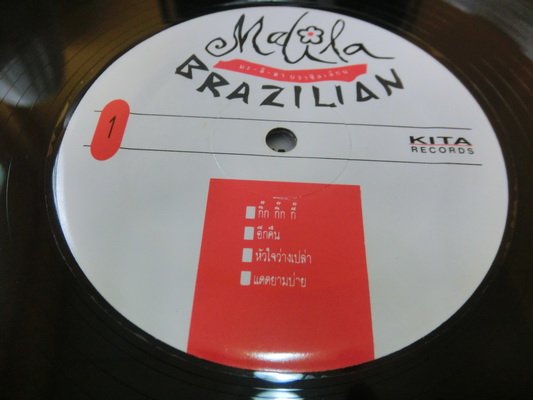 Malila
มะ-ลิ-ลา บราซิลเลี่ยน
BRAZILIAN
1
KITA
RECORDS
กิ๊ก กิ๊ก กี้
อีกคืน
หัวใจว่างเปล่า
แดดยามบ่าย